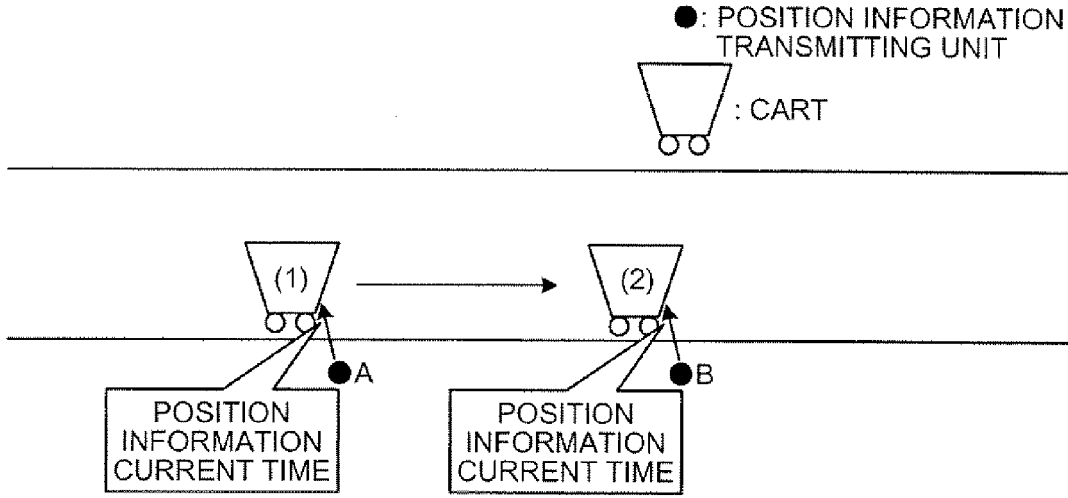 ●: POSITION INFORMATION
TRANSMITTING UNIT
: CART
(1)
(2)
A
B
POSITION
INFORMATION
CURRENT TIME
POSITION
INFORMATION
CURRENT TIME